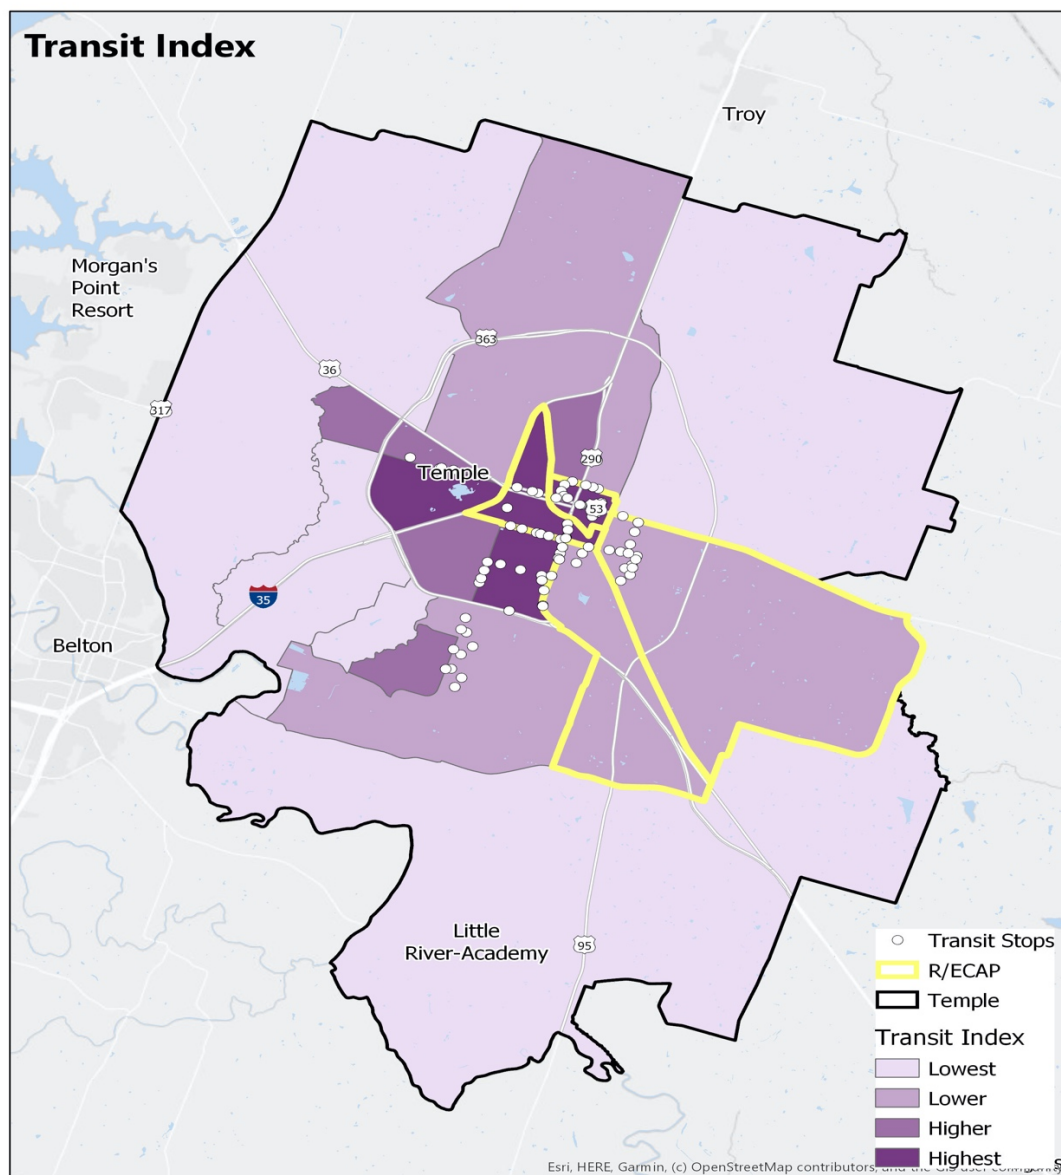 Transit Index
Troy
Morgan's
Point
Resort
363
36
317
290
Temple
53
35
Belton
Little
River-Academy
95
Transit Stops
R/ECAP
Temple
Transit Index
Lowest
Lower
Higher
Highest
Esri, HERE, Garmin, (c) OpenStreetMap contributors, and the GIS user